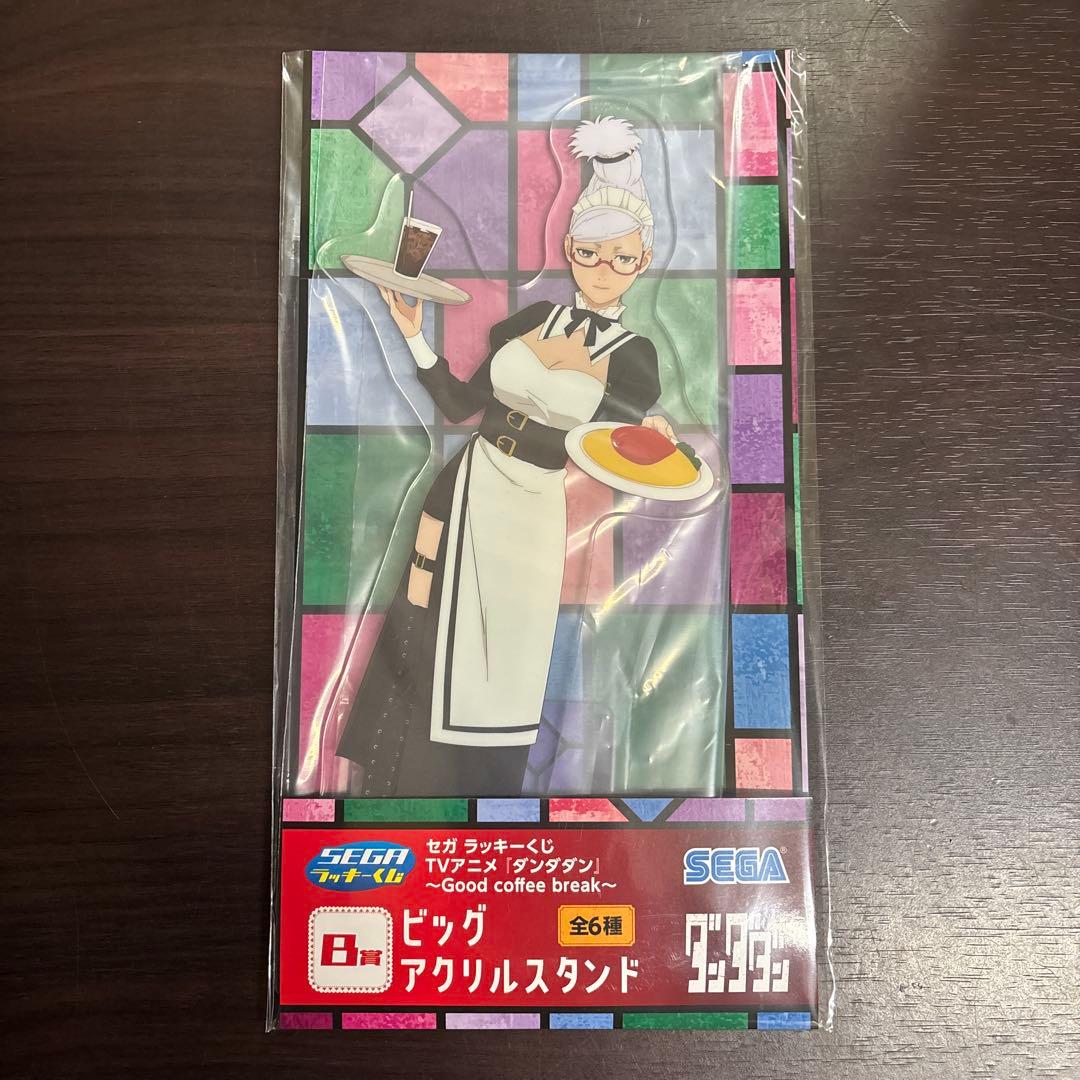 SEGA
ラッキーくじ
セガ ラッキーくじ
TVアニメ『ダンダダン』
〜Good coffee break〜
SEGA®
B賞
ビッグ
アクリルスタンド
全6種
ダンダダン